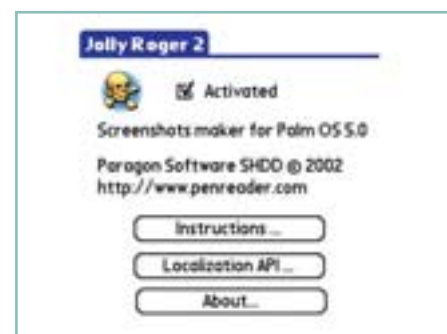 Jolly Roger 2
Activated
Screenshots maker for Palm OS 5.0
Paragon Software SHDD © 2002
http://www.penreader.com
Instructions ...
Localization API ...
About...